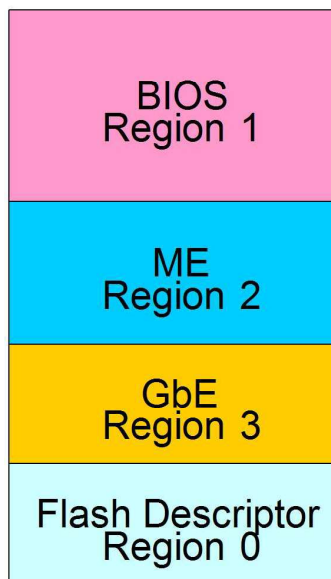 BIOS
Region 1
ME
Region 2
GbE
Region 3
Flash Descriptor
Region 0